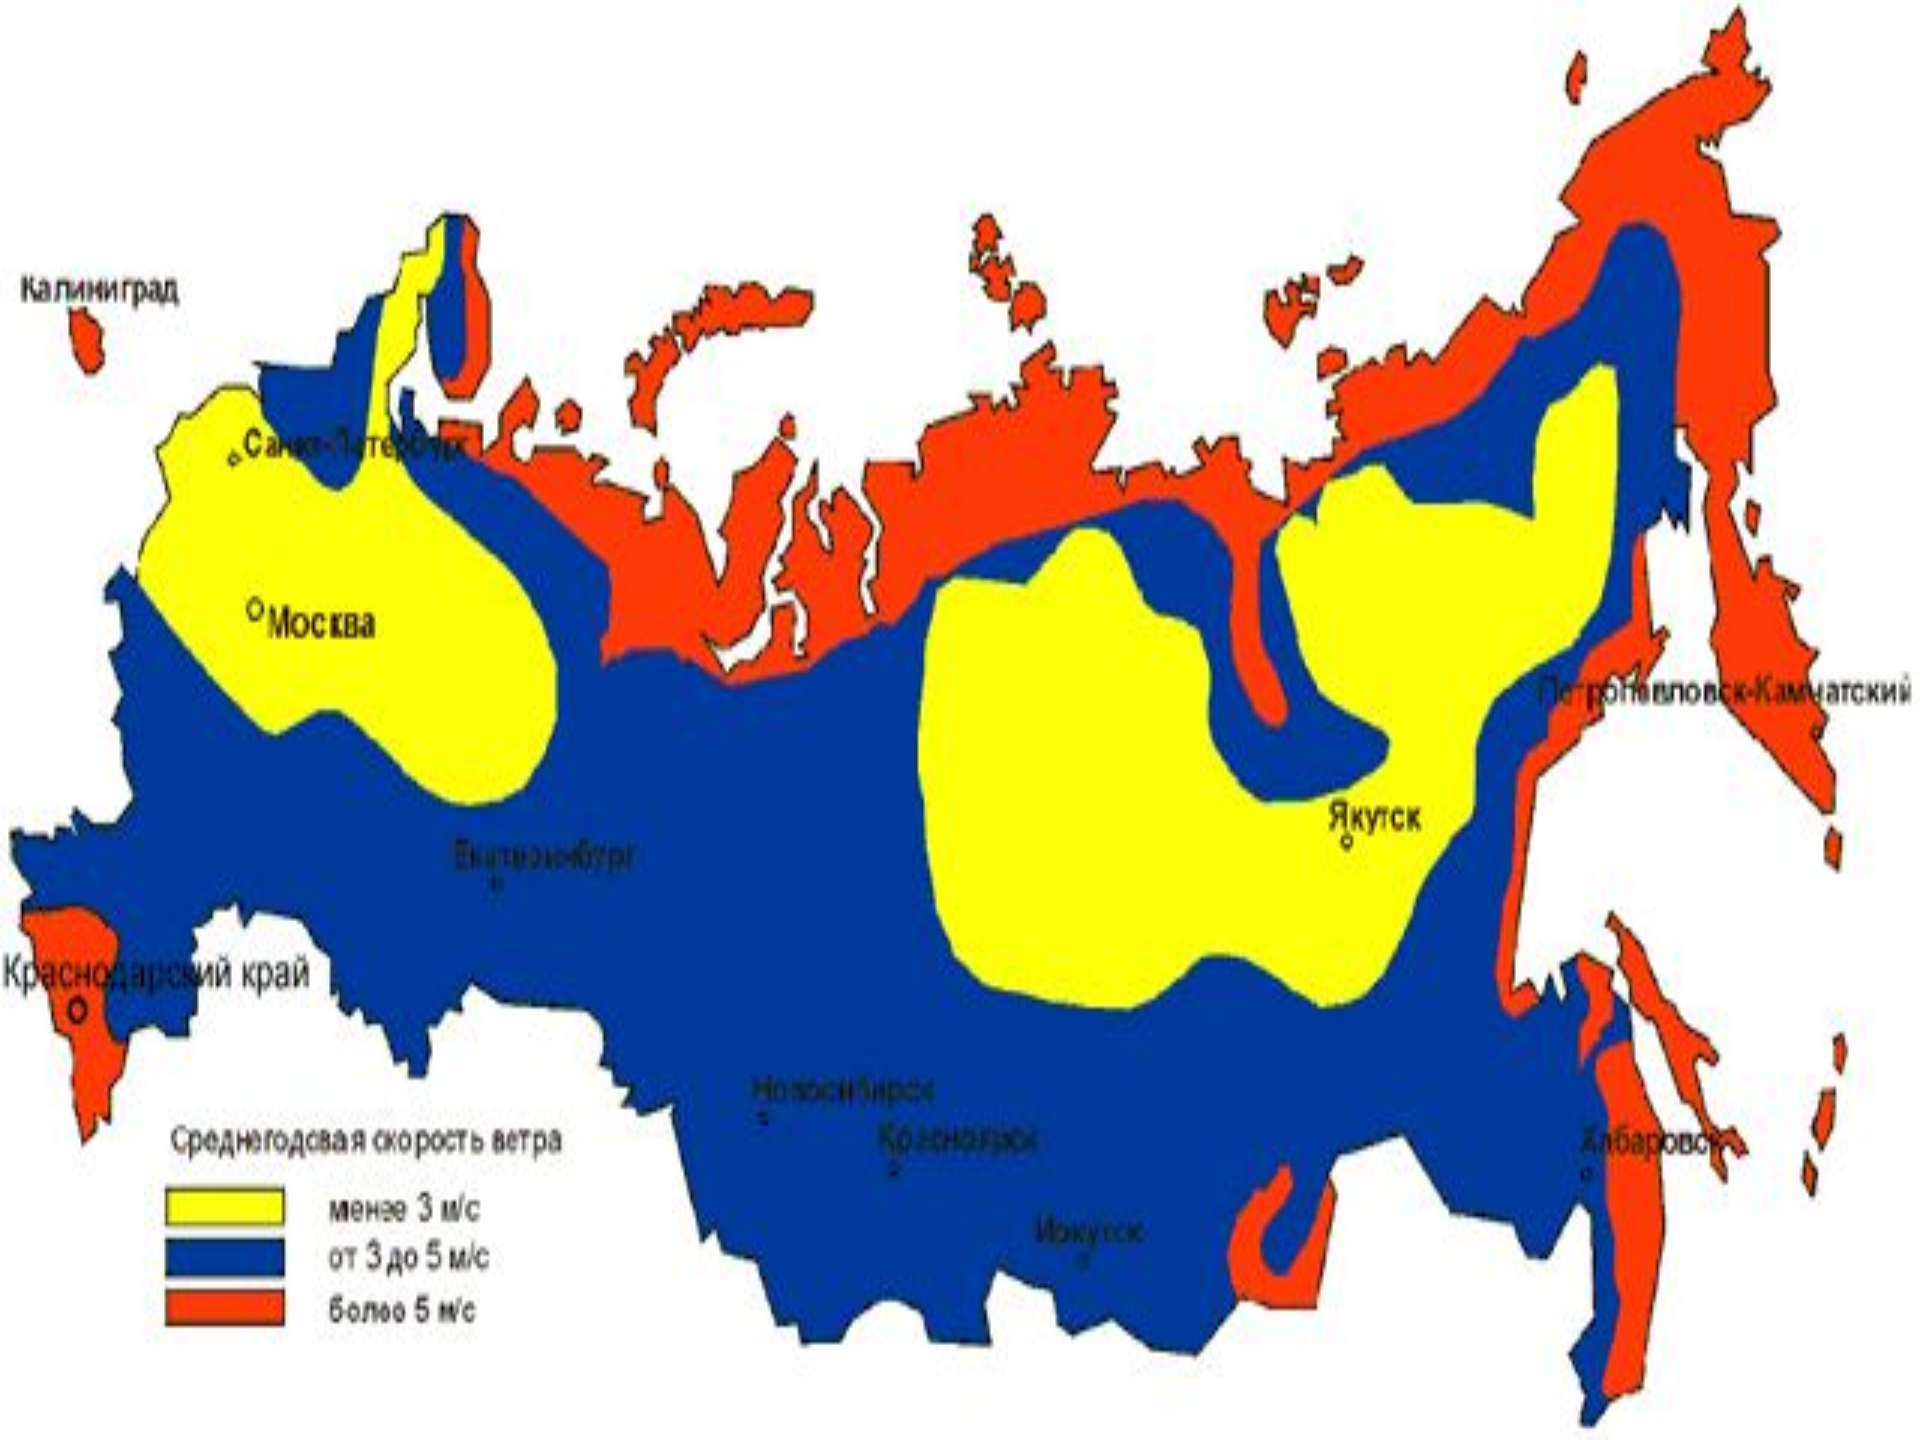 Калининград
Санкт-Петербург
Москва
Петропавловск-Камчатский
Якутск
Екатеринбург
Краснодарский край
Новосибирск
Красноярск
Хабаровск
Иркутск
Среднегодовая скорость ветра
менее 3 м/с
от 3 до 5 м/с
более 5 м/с